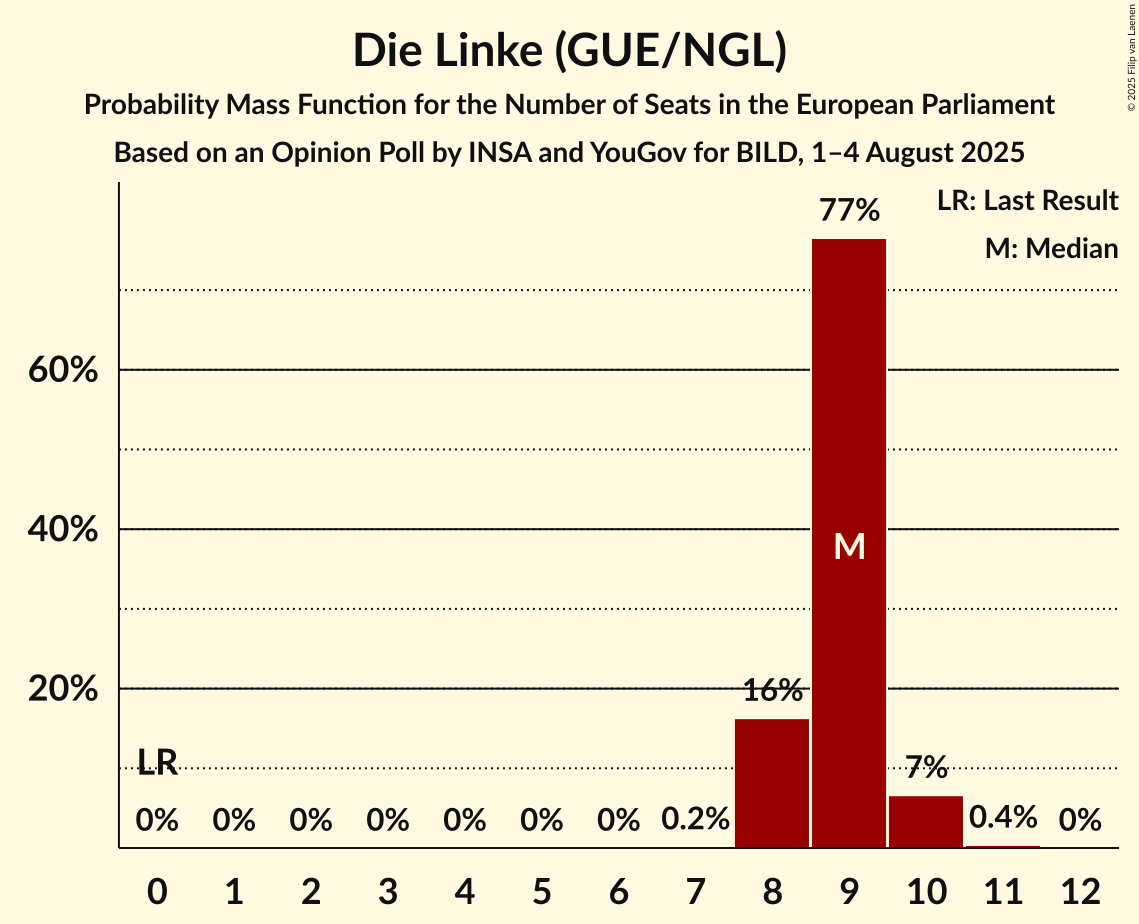 Die Linke (GUE/NGL)
Probability Mass Function for the Number of Seats in the European Parliament
Based on an Opinion Poll by INSA and YouGov for BILD, 1–4 August 2025
© 2025 Filip van Laenen
LR: Last Result
M: Median
77%
60%
40%
M
20%
16%
LR
7%
0% 0% 0% 0% 0% 0% 0% 0.2% 0.4% 0%
0 1 2 3 4 5 6 7 8 9 10 11 12